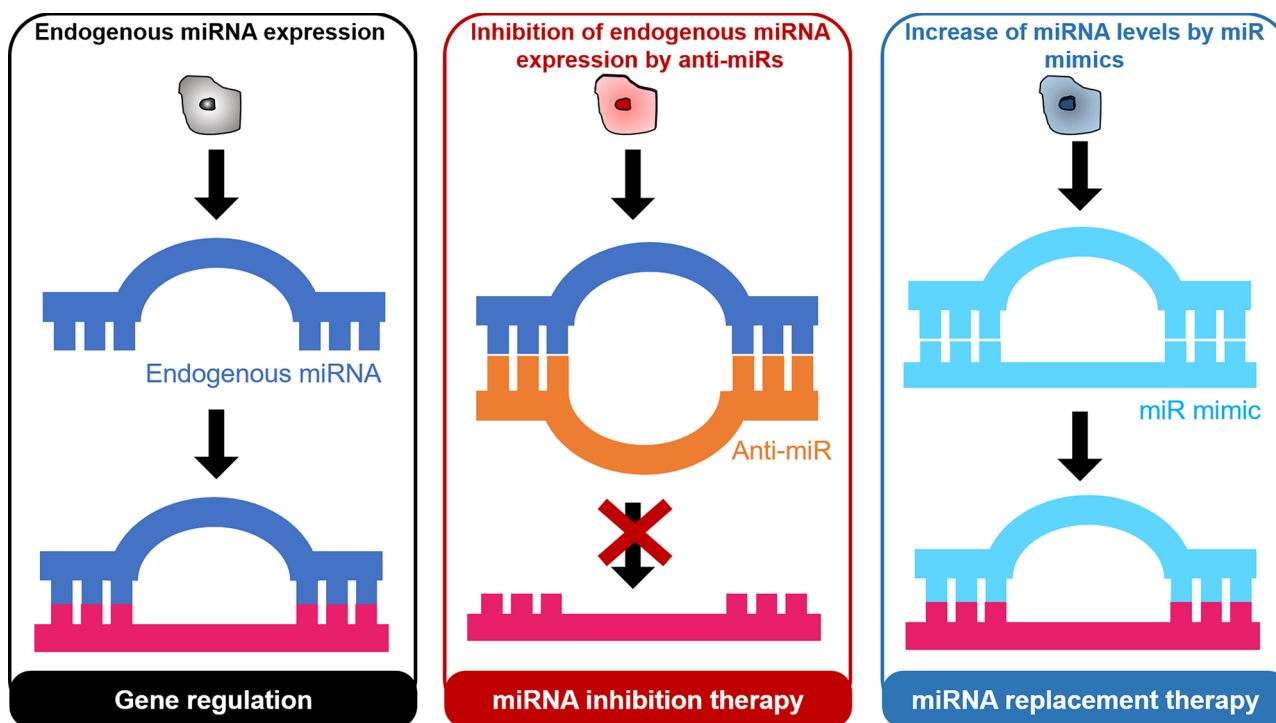 Endogenous miRNA expression
Endogenous miRNA
Gene regulation
Inhibition of endogenous miRNA
expression by anti-miRs
Anti-miR
miRNA inhibition therapy
Increase of miRNA levels by miR
mimics
miR mimic
miRNA replacement therapy